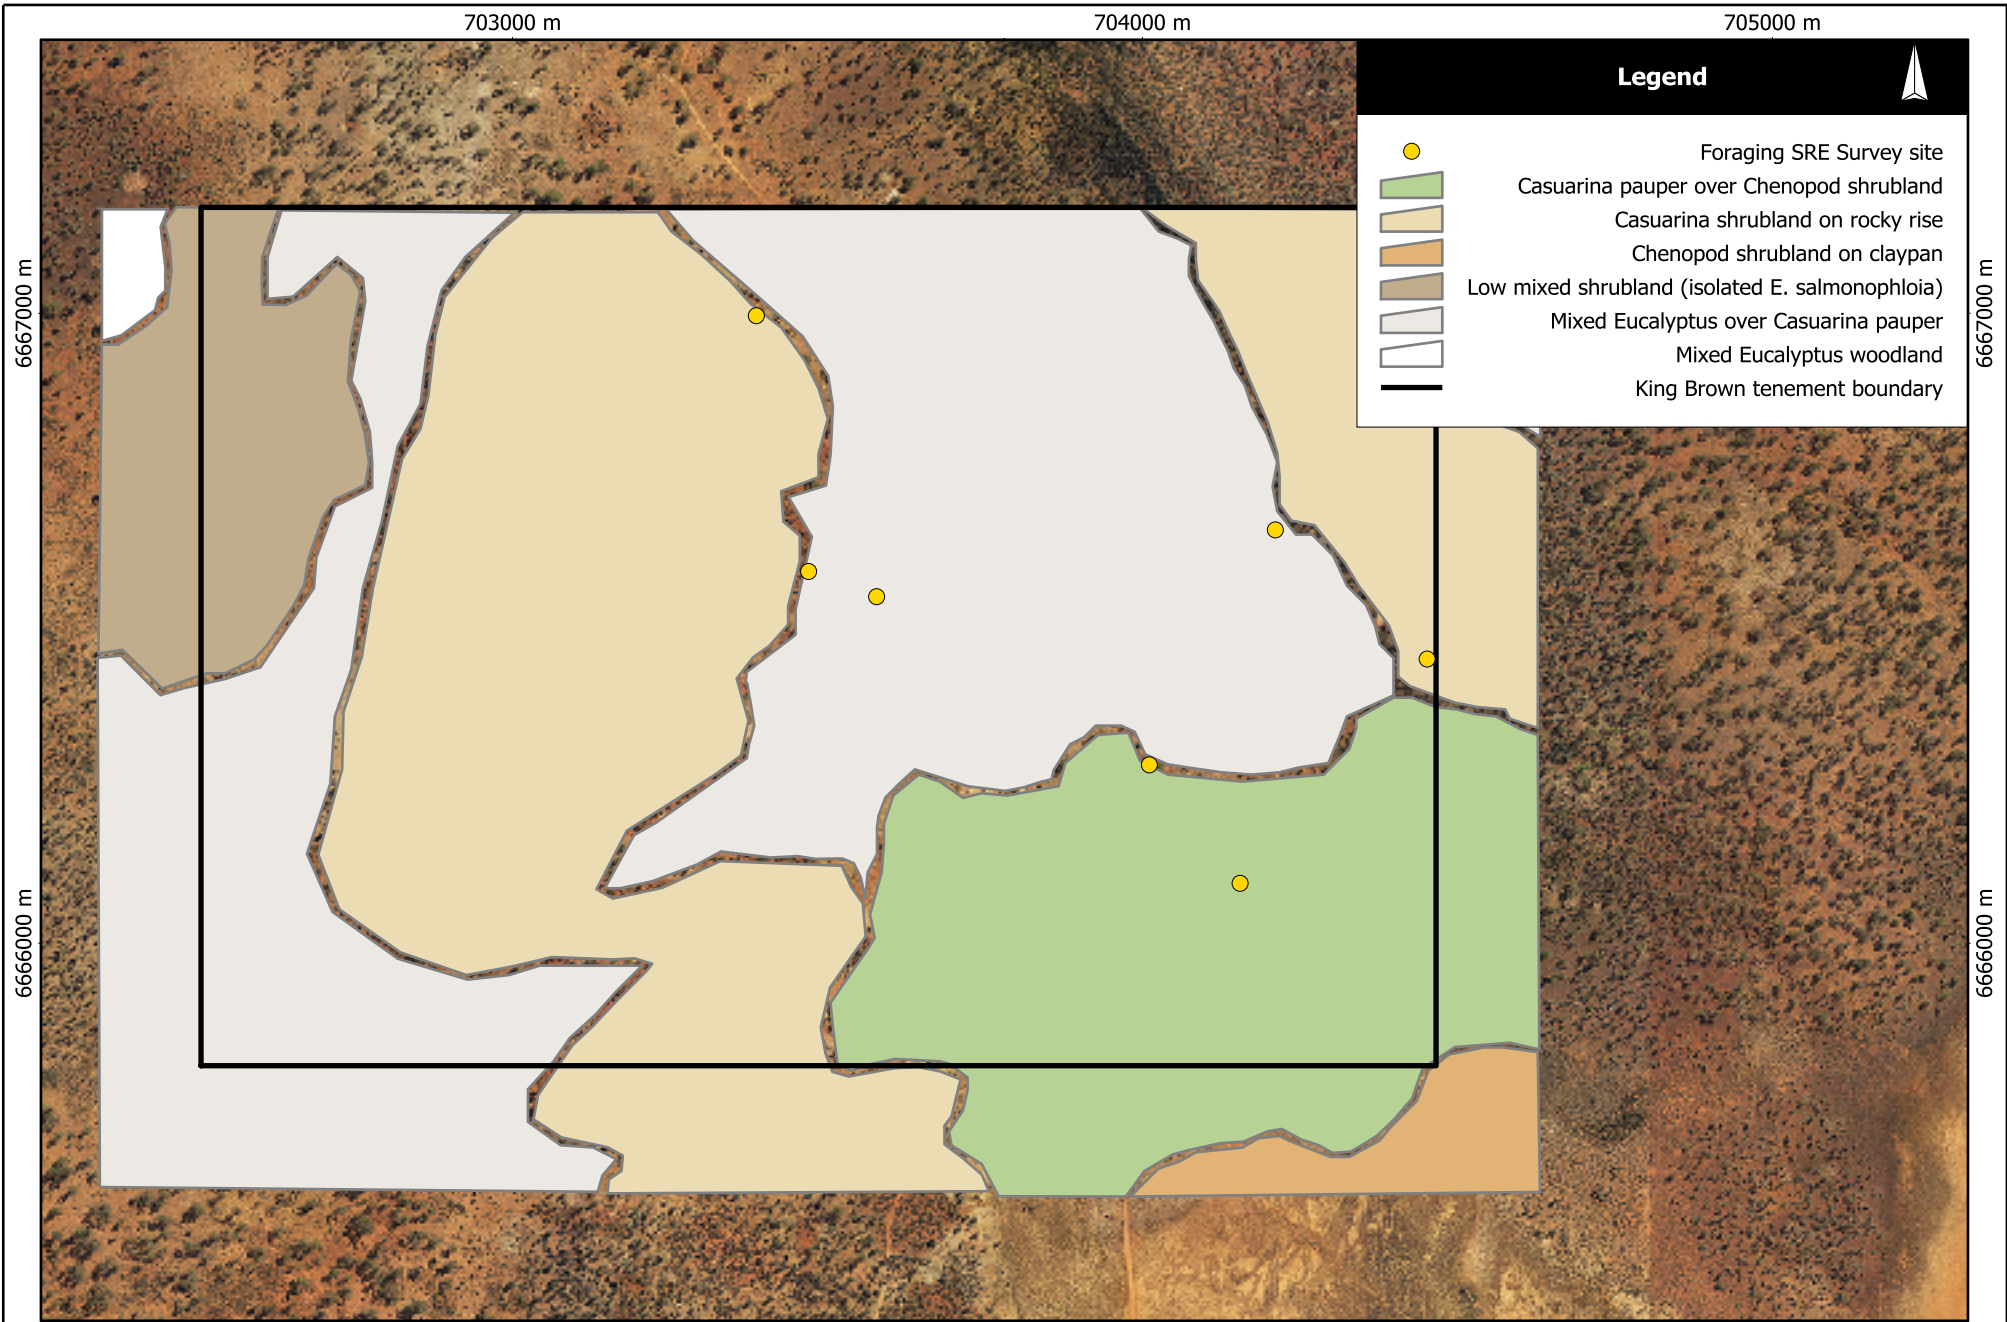 703000 m
704000 m
705000 m
Legend
Foraging SRE Survey site
Casuarina pauper over Chenopod shrubland
Casuarina shrubland on rocky rise
Chenopod shrubland on claypan
Low mixed shrubland (isolated E. salmonophloia)
Mixed Eucalyptus over Casuarina pauper
Mixed Eucalyptus woodland
King Brown tenement boundary
6667000 m
6667000 m
6666000 m
6666000 m